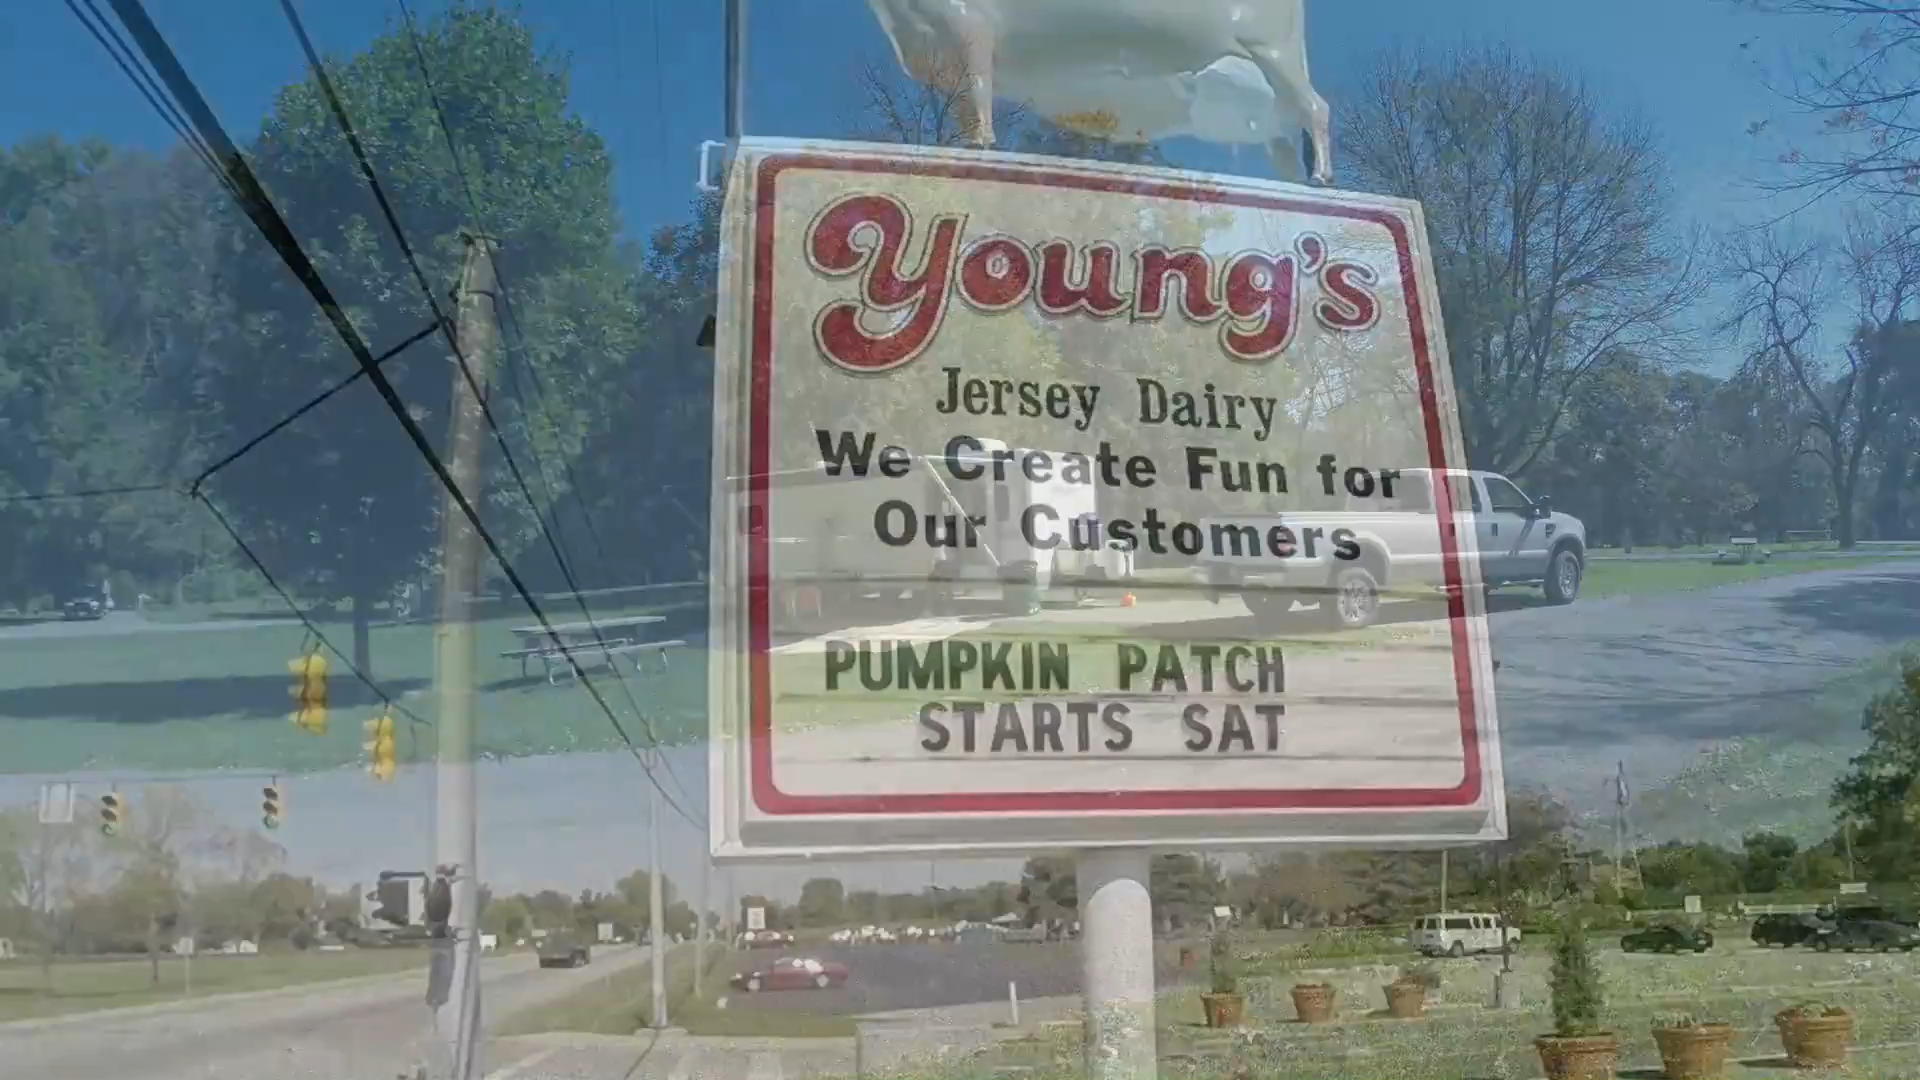 Young's
Jersey Dairy
We Create Fun for
Our Customers
PUMPKIN PATCH
STARTS SAT